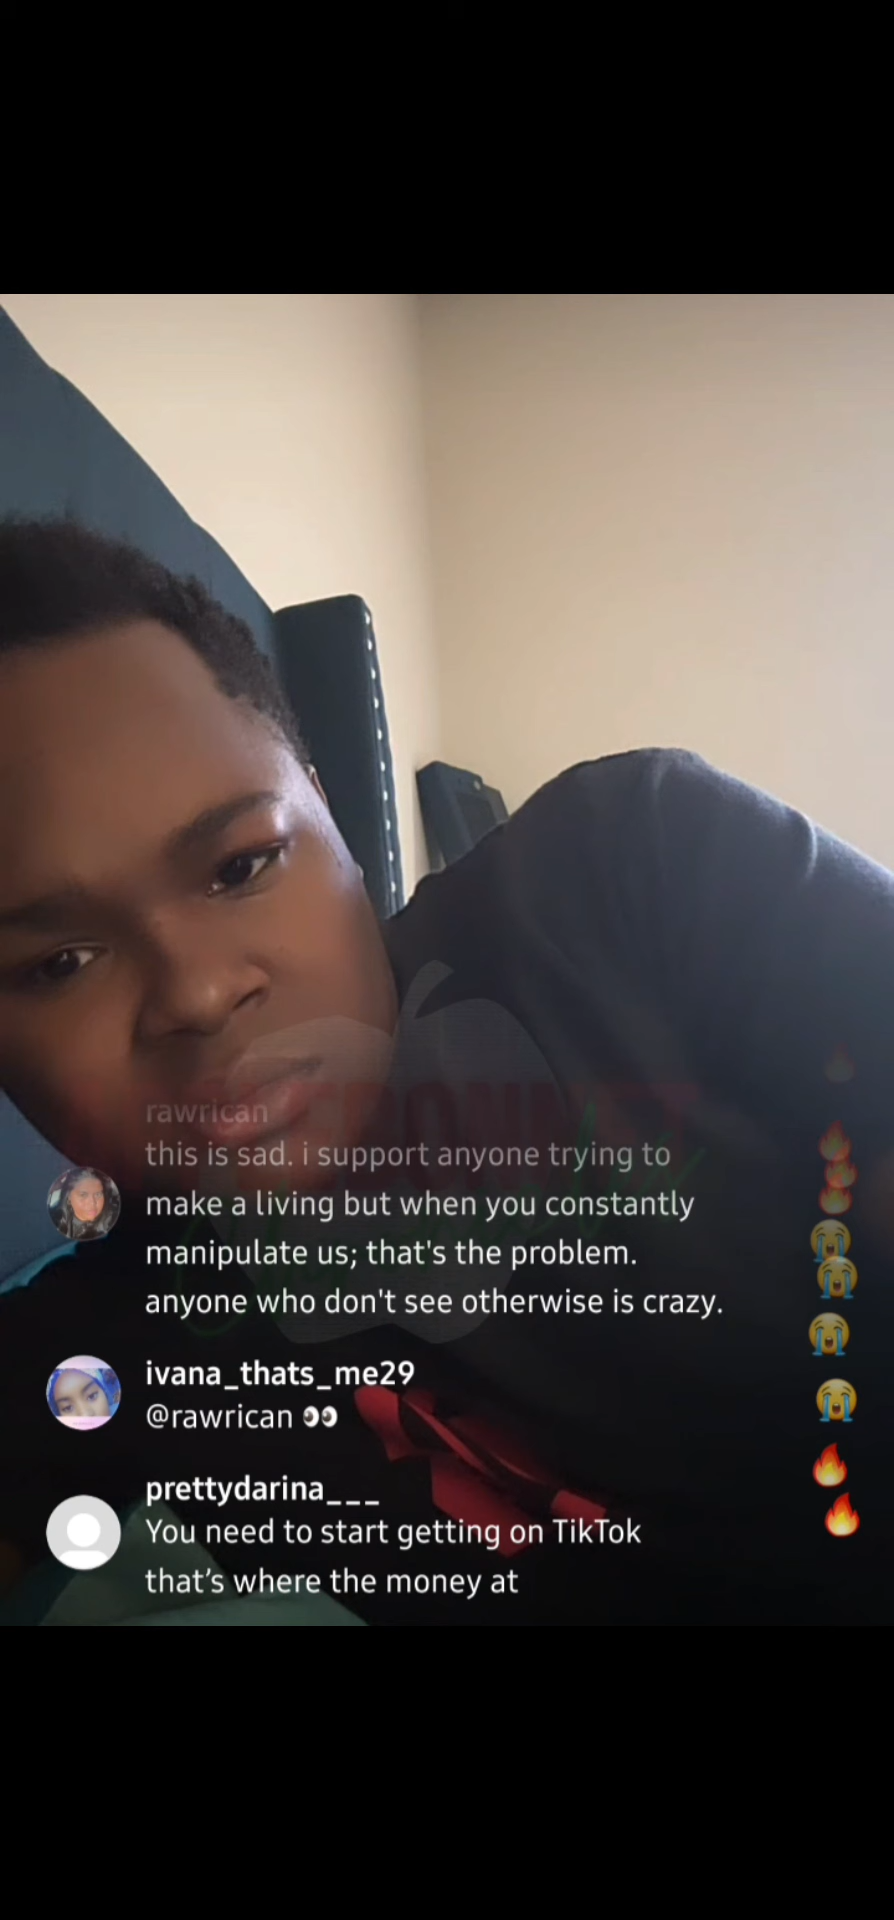 rawrican
this is sad. i support anyone trying to
make a living but when you constantly
manipulate us; that's the problem.
anyone who don't see otherwise is crazy.
ivana_thats_me29
@rawrican 👀
prettydarina___
You need to start getting on TikTok
that’s where the money at